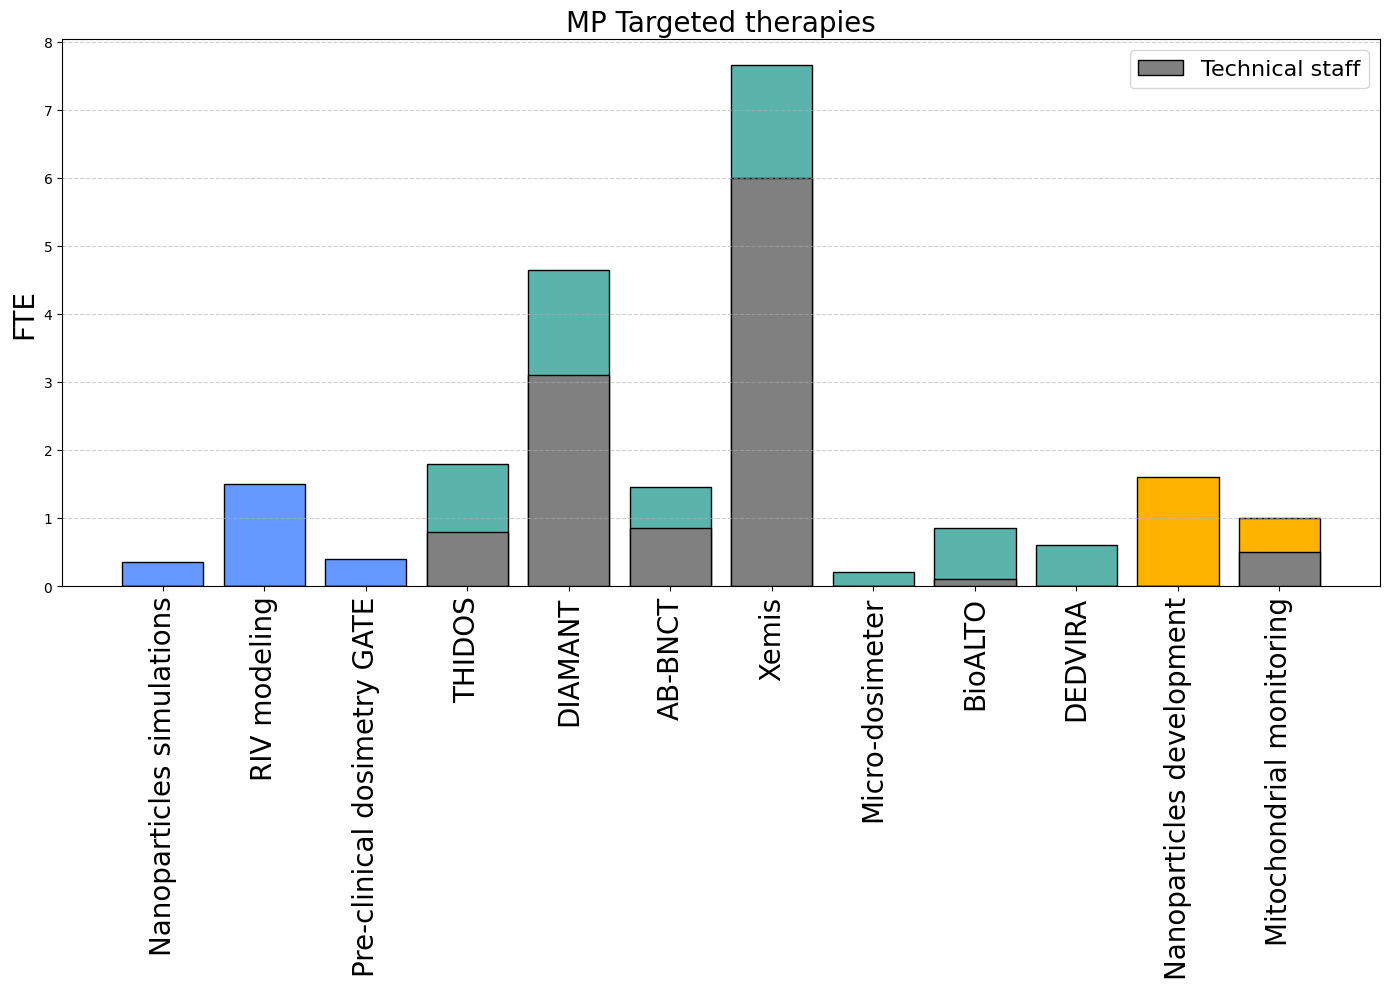 MP Targeted therapies
8
7
6
5
4
3
2
1
0
FTE
Technical staff
Nanoparticles simulations
RIV modeling
Pre-clinical dosimetry GATE
THIDOS
DIAMANT
AB-BNCT
Xemis
Micro-dosimeter
BioALTO
DEDVIRA
Nanoparticles development
Mitochondrial monitoring